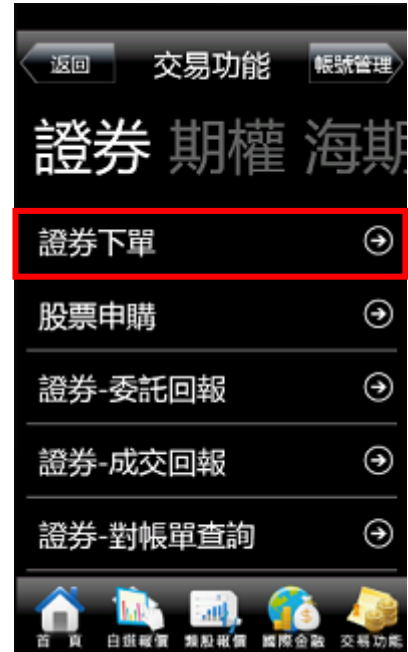 返回 交易功能 帳號管理
證券 期權 海期
證券下單
股票申購
證券-委託回報
證券-成交回報
證券-對帳單查詢
首頁 自選報價 類股報價 國際金融 交易功能